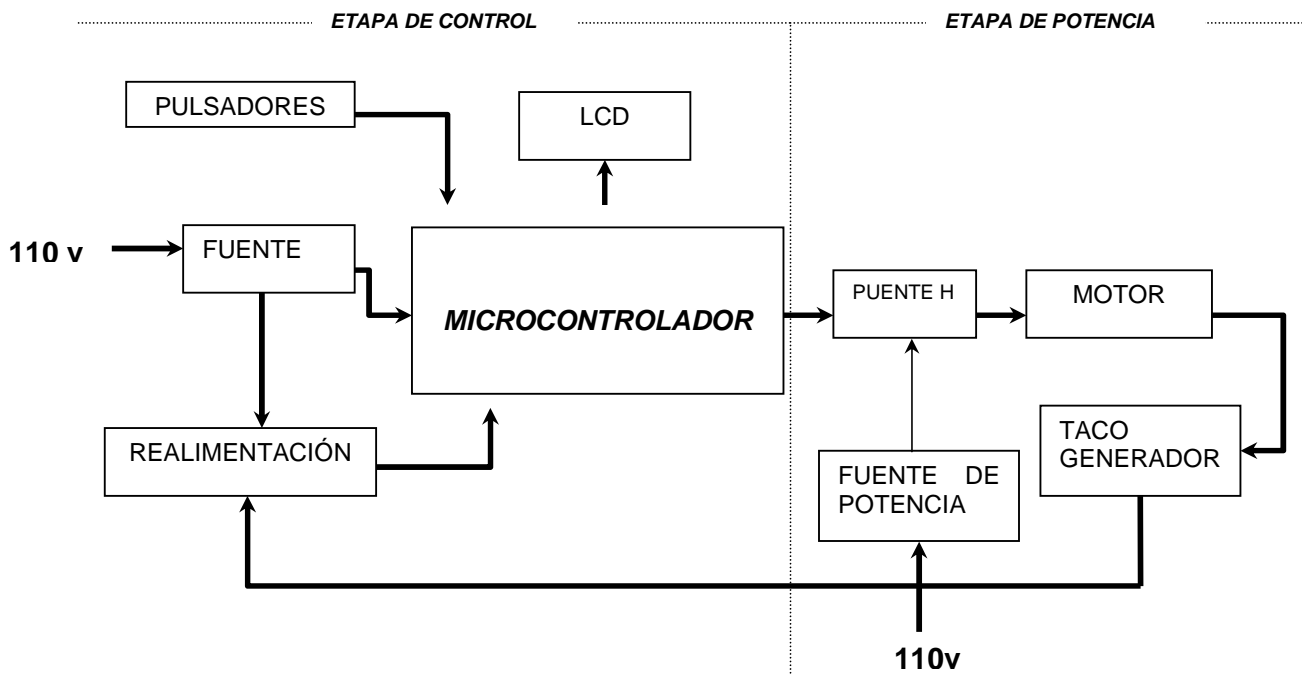 ETAPA DE CONTROL
ETAPA DE POTENCIA
PULSADORES
LCD
110 v
FUENTE
MICROCONTROLADOR
PUENTE H
MOTOR
REALIMENTACIÓN
FUENTE DE
POTENCIA
TACO
GENERADOR
110v